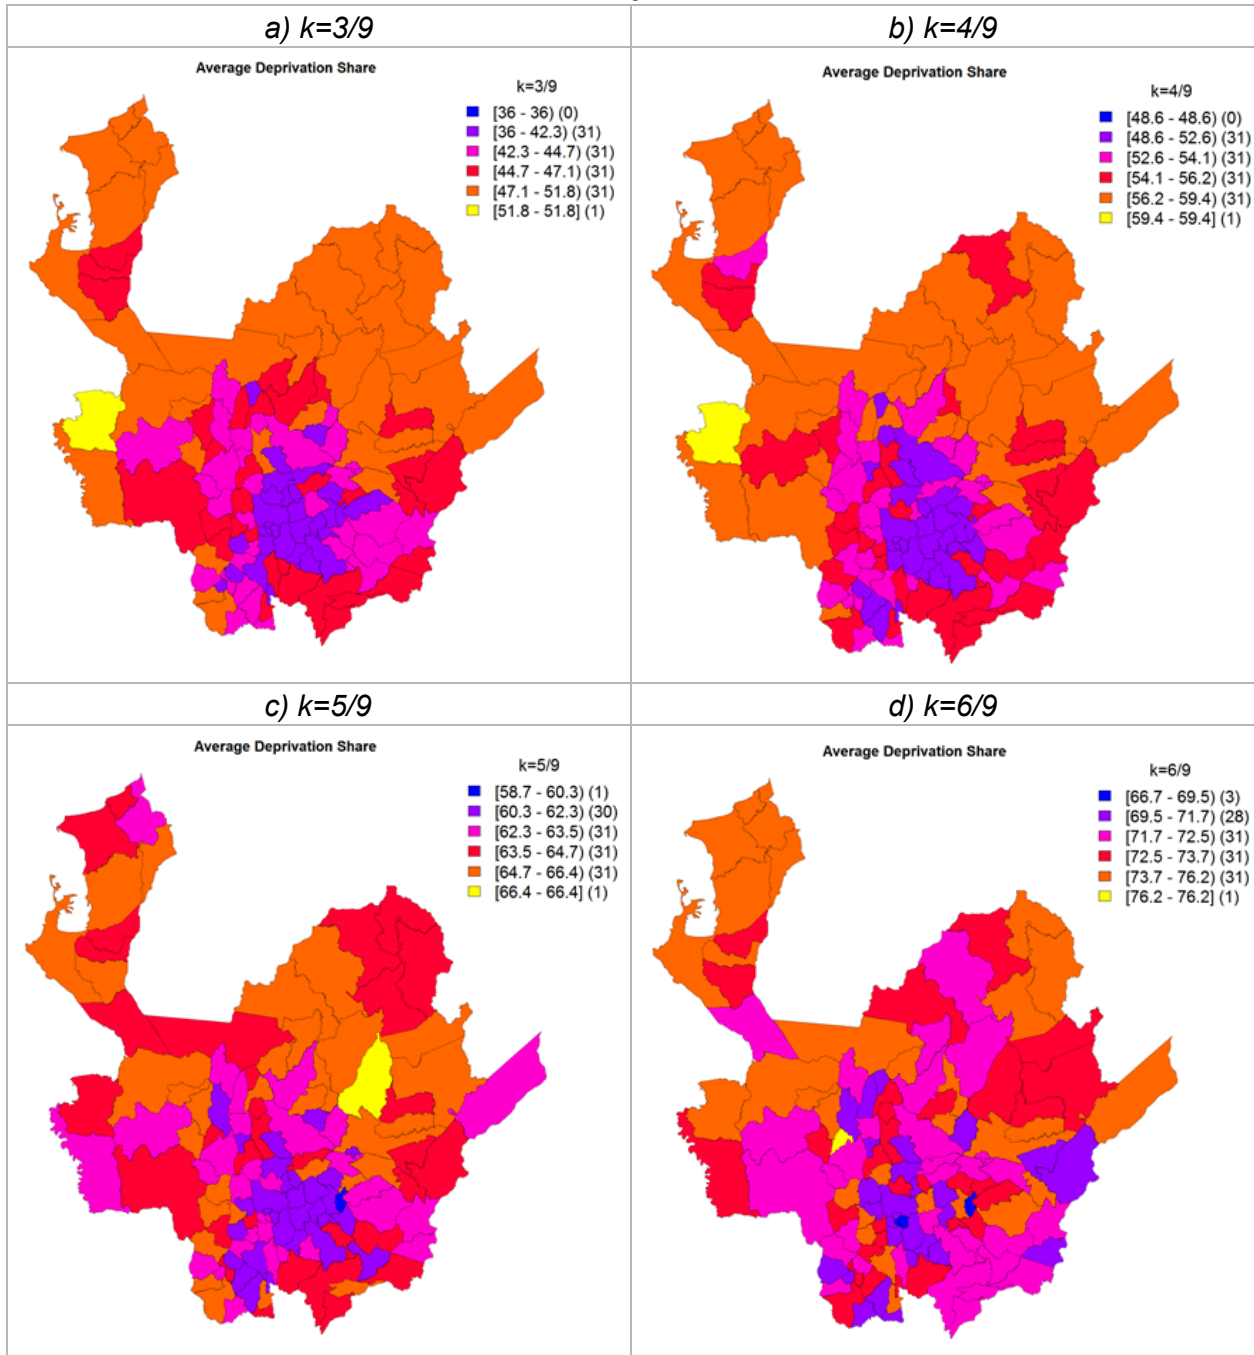 a) k=3/9
Average Deprivation Share
k=3/9
[36 - 36) (0)
[36 - 42.3) (31)
[42.3 - 44.7) (31)
[44.7 - 47.1) (31)
[47.1 - 51.8) (31)
[51.8 - 51.8] (1)
b) k=4/9
Average Deprivation Share
k=4/9
[48.6 - 48.6) (0)
[48.6 - 52.6) (31)
[52.6 - 54.1) (31)
[54.1 - 56.2) (31)
[56.2 - 59.4) (31)
[59.4 - 59.4] (1)
c) k=5/9
Average Deprivation Share
k=5/9
[58.7 - 60.3) (1)
[60.3 - 62.3) (30)
[62.3 - 63.5) (31)
[63.5 - 64.7) (31)
[64.7 - 66.4) (31)
[66.4 - 66.4] (1)
d) k=6/9
Average Deprivation Share
k=6/9
[66.7 - 69.5) (3)
[69.5 - 71.7) (28)
[71.7 - 72.5) (31)
[72.5 - 73.7) (31)
[73.7 - 76.2) (31)
[76.2 - 76.2] (1)